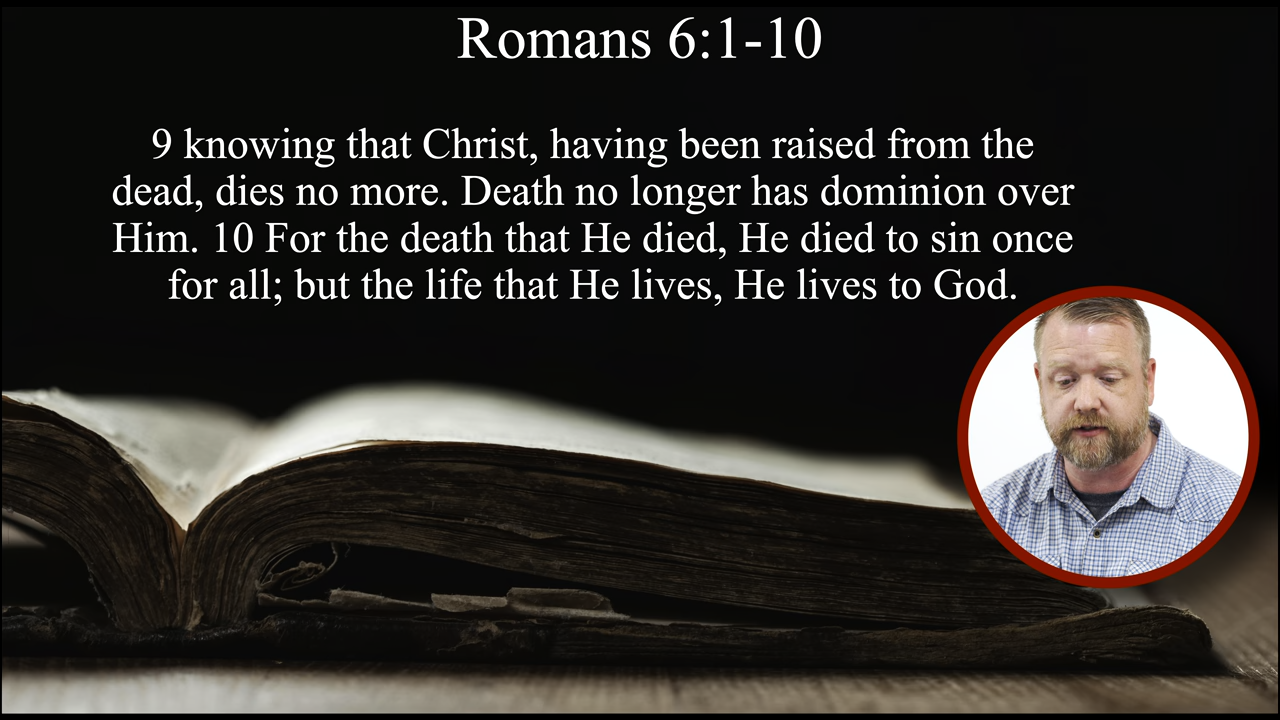 Romans 6:1-10
9 knowing that Christ, having been raised from the
dead, dies no more. Death no longer has dominion over
Him. 10 For the death that He died, He died to sin once
for all; but the life that He lives, He lives to God.